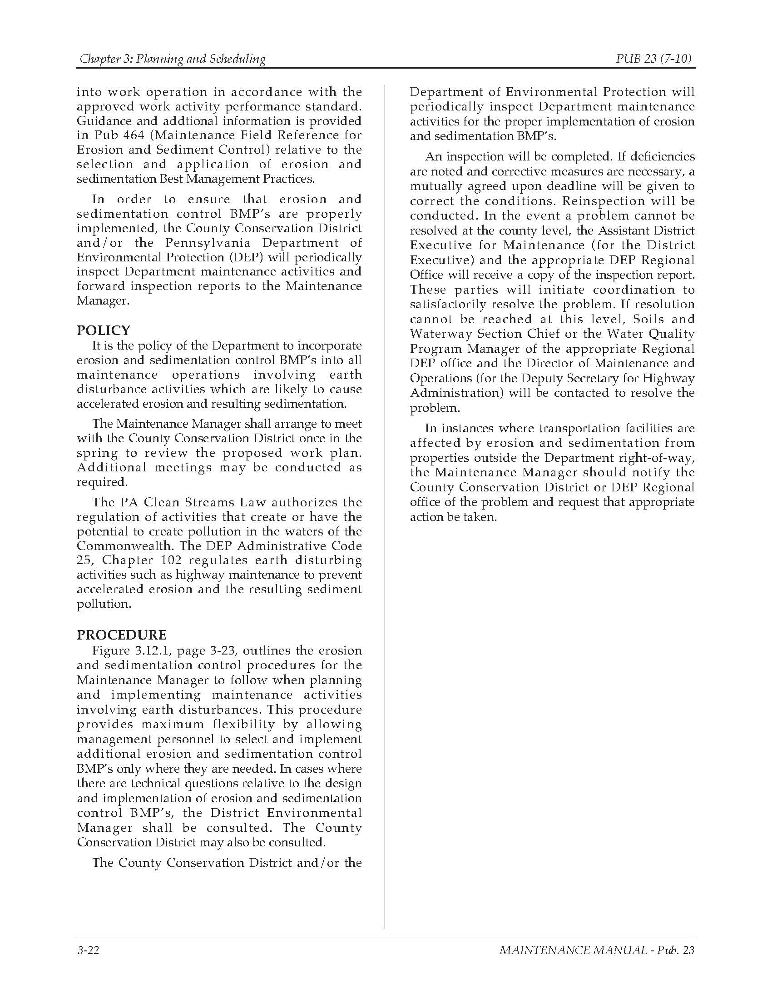 Chapter 3: Planning and Scheduling PUB 23 (7-10)
into work operation in accordance with the
approved work activity performance standard.
Guidance and addtional information is provided
in Pub 464 (Maintenance Field Reference for
Erosion and Sediment Control) relative to the
selection and application of erosion and
sedimentation Best Management Practices.
In order to ensure that erosion and
sedimentation control BMP's are properly
implemented, the County Conservation District
and/or the Pennsylvania Department of
Environmental Protection (DEP) will periodically
inspect Department maintenance activities and
forward inspection reports to the Maintenance
Manager.
POLICY
It is the policy of the Department to incorporate
erosion and sedimentation control BMP's into all
maintenance operations involving earth
disturbance activities which are likely to cause
accelerated erosion and resulting sedimentation.
The Maintenance Manager shall arrange to meet
with the County Conservation District once in the
spring to review the proposed work plan.
Additional meetings may be conducted as
required.
The PA Clean Streams Law authorizes the
regulation of activities that create or have the
potential to create pollution in the waters of the
Commonwealth. The DEP Administrative Code
25, Chapter 102 regulates earth disturbing
activities such as highway maintenance to prevent
accelerated erosion and the resulting sediment
pollution.
PROCEDURE
Figure 3.12.1, page 3-23, outlines the erosion
and sedimentation control procedures for the
Maintenance Manager to follow when planning
and implementing maintenance activities
involving earth disturbances. This procedure
provides maximum flexibility by allowing
management personnel to select and implement
additional erosion and sedimentation control
BMP's only where they are needed. In cases where
there are technical questions relative to the design
and implementation of erosion and sedimentation
control BMP's, the District Environmental
Manager shall be consulted. The County
Conservation District may also be consulted.
The County Conservation District and/or the
Department of Environmental Protection will
periodically inspect Department maintenance
activities for the proper implementation of erosion
and sedimentation BMP's.
An inspection will be completed. If deficiencies
are noted and corrective measures are necessary, a
mutually agreed upon deadline will be given to
correct the conditions. Reinspection will be
conducted. In the event a problem cannot be
resolved at the county level, the Assistant District
Executive for Maintenance (for the District
Executive) and the appropriate DEP Regional
Office will receive a copy of the inspection report.
These parties will initiate coordination to
satisfactorily resolve the problem. If resolution
cannot be reached at this level, Soils and
Waterway Section Chief or the Water Quality
Program Manager of the appropriate Regional
DEP office and the Director of Maintenance and
Operations (for the Deputy Secretary for Highway
Administration) will be contacted to resolve the
problem.
In instances where transportation facilities are
affected by erosion and sedimentation from
properties outside the Department right-of-way,
the Maintenance Manager should notify the
County Conservation District or DEP Regional
office of the problem and request that appropriate
action be taken.
3-22 MAINTENANCE MANUAL - Pub. 23